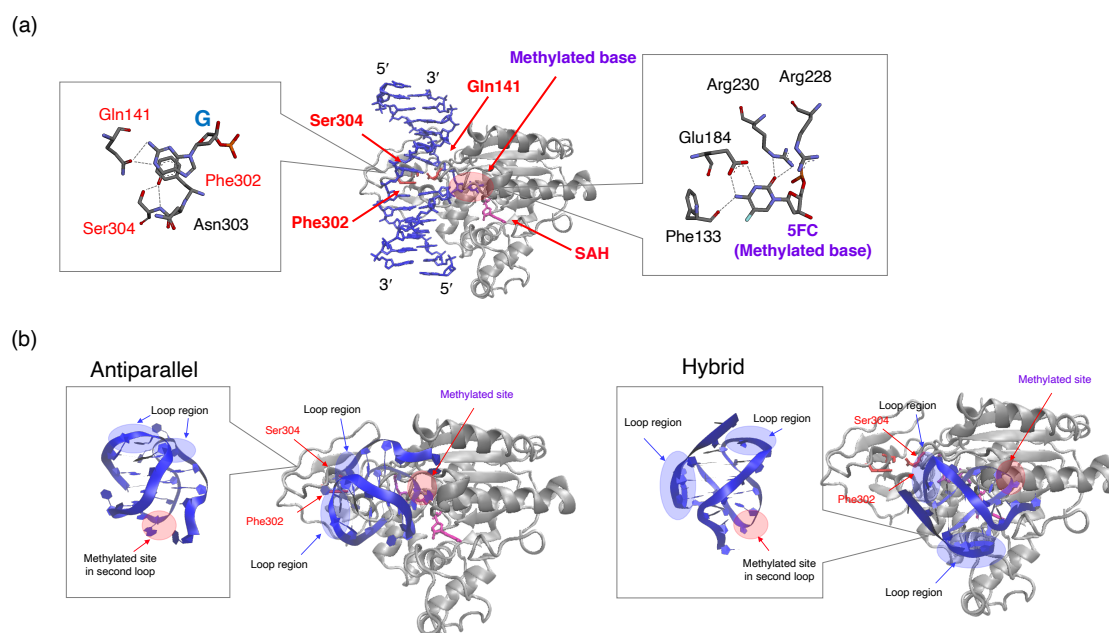 (a)
Gln141
G
Phe302
Ser304
Asn303
5′
3′
Methylated base
Gln141
Ser304
Phe302
SAH
3′
5′
Arg230
Arg228
Glu184
Phe133
5FC
(Methylated base)
(b)
Antiparallel
Loop region
Methylated site
in second loop
Methylated site
Loop region
Ser304
Phe302
Loop region
Hybrid
Loop region
Loop region
Methylated site
in second loop
Methylated site
Loop region
Ser304
Phe302
Loop region